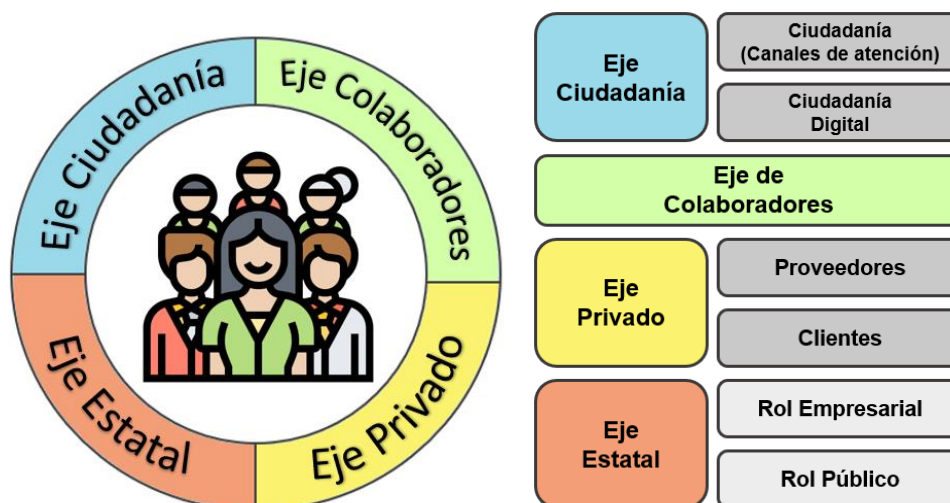 Eje Ciudadanía
Eje Colaboradores
Eje Estatal
Eje Privado
Eje
Ciudadanía
Ciudadanía
(Canales de atención)
Ciudadanía
Digital
Eje de
Colaboradores
Eje
Privado
Proveedores
Clientes
Eje
Estatal
Rol Empresarial
Rol Público